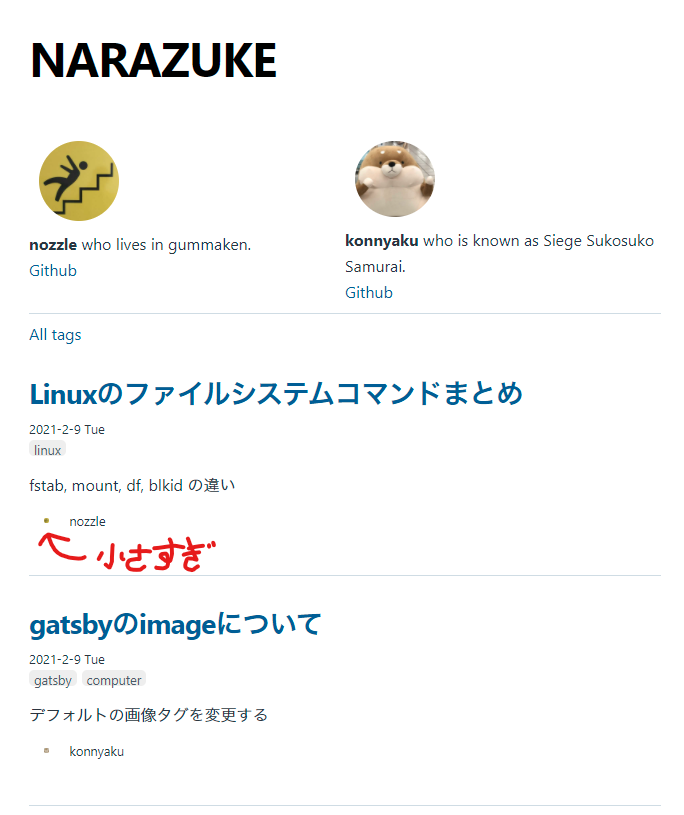 NARAZUKE
nozzle who lives in gummaken.
Github
konnyaku who is known as Siege Sukosuko
Samurai.
Github
All tags
Linuxのファイルシステムコマンドまとめ
2021-2-9 Tue
linux
fstab, mount, df, blkid の違い
nozzle
小さすぎ
gatsbyのimageについて
2021-2-9 Tue
gatsby computer
デフォルトの画像タグを変更する
konnyaku